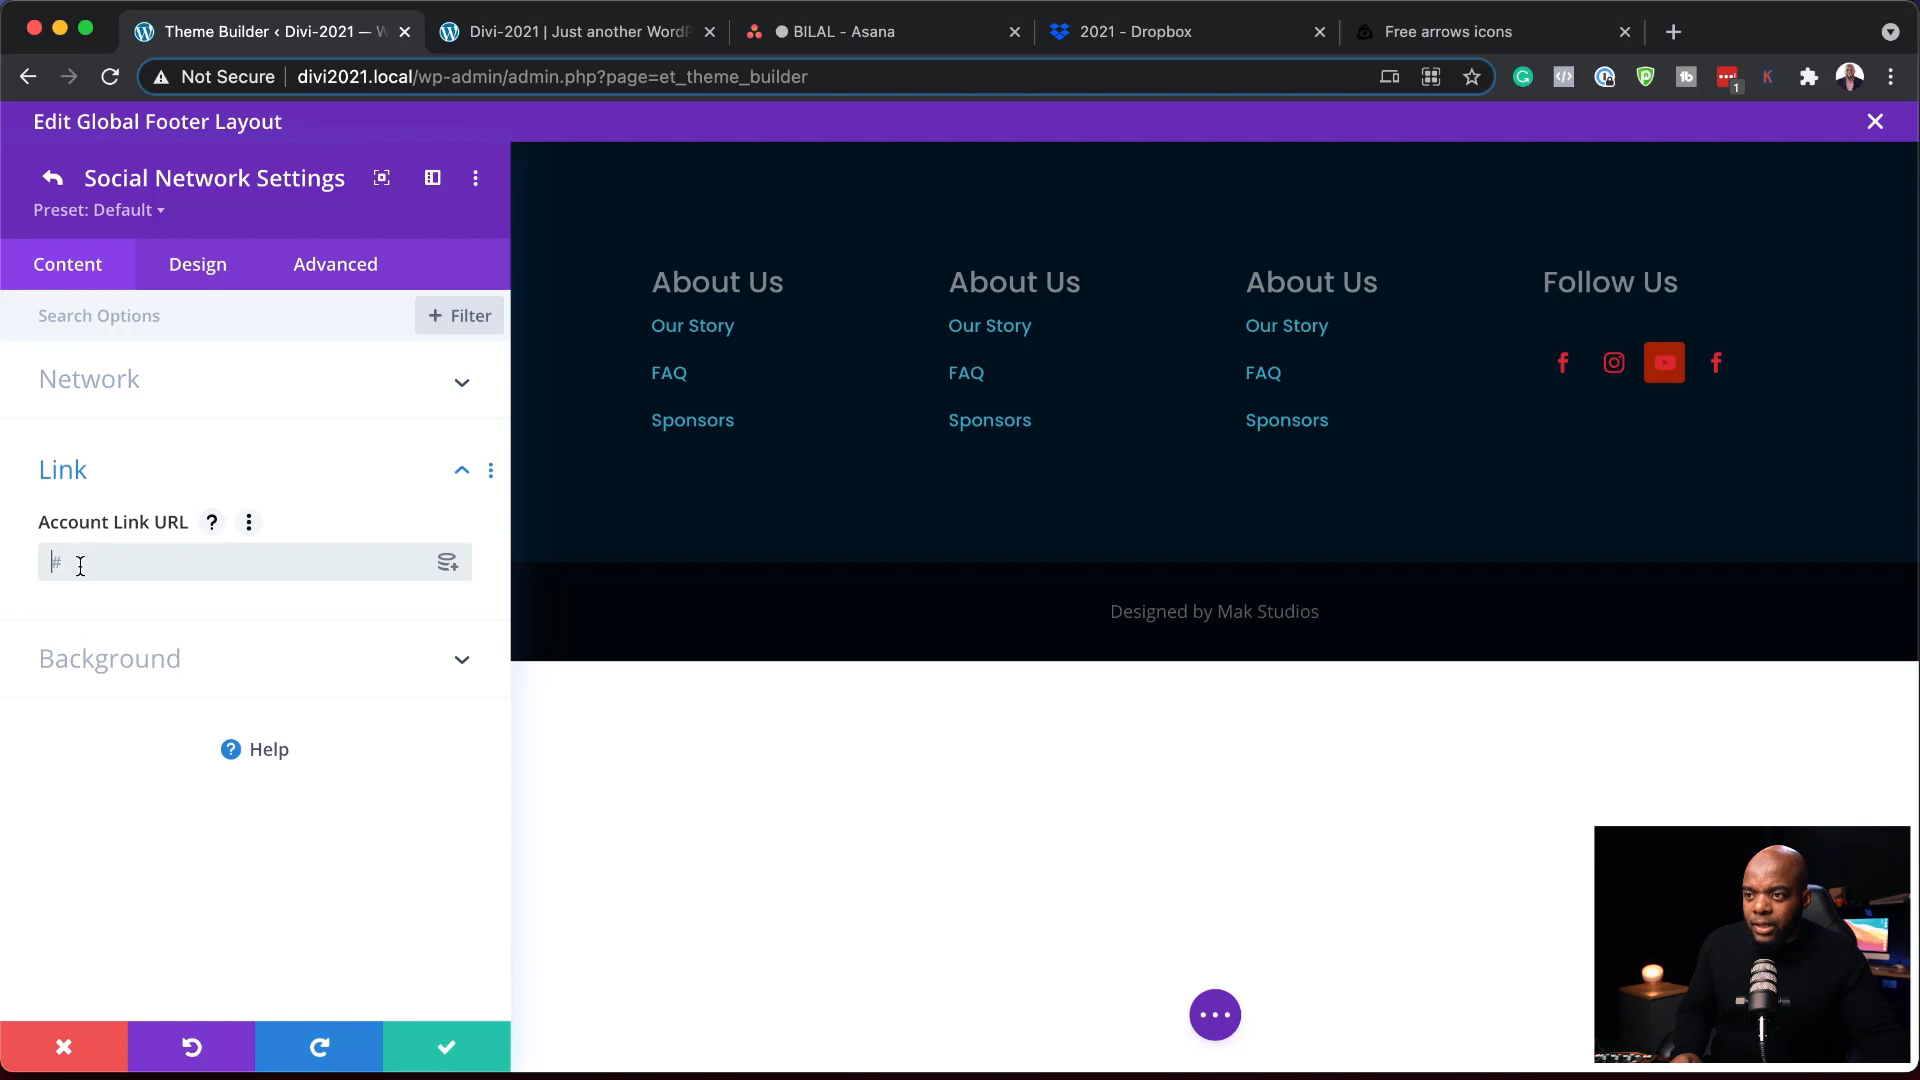 Theme Builder ‹ Divi-2021 — W
Divi-2021 | Just another WordP
BILAL - Asana
2021 - Dropbox
Free arrows icons
Not Secure
divi2021.local/wp-admin/admin.php?page=et_theme_builder
1
Edit Global Footer Layout
Social Network Settings
Preset: Default
Content
Design
Advanced
Search Options
+ Filter
Network
Link
Account Link URL ?
#
Background
? Help
About Us
Our Story
FAQ
Sponsors
About Us
Our Story
FAQ
Sponsors
About Us
Our Story
FAQ
Sponsors
Follow Us
Designed by Mak Studios